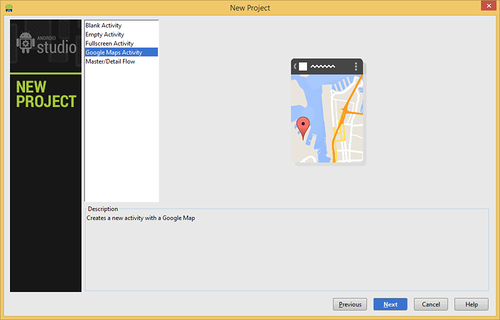 New Project
ANDROID
studio
NEW
PROJECT
Blank Activity
Empty Activity
Fullscreen Activity
Google Maps Activity
Master/Detail Flow
Description
Creates a new activity with a Google Map
Previous
Next
Cancel
Help